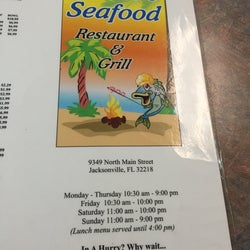 Seafood
Restaurant
&
Grill
9349 North Main Street
Jacksonville, FL 32218
Monday - Thursday 10:30 am - 9:00 pm
Friday 10:30 am - 10:00 pm
Saturday 11:00 am - 10:00 pm
Sunday 11:00 am - 9:00 pm
(Lunch menu served until 4:00 pm)
In A Hurry? Why wait...